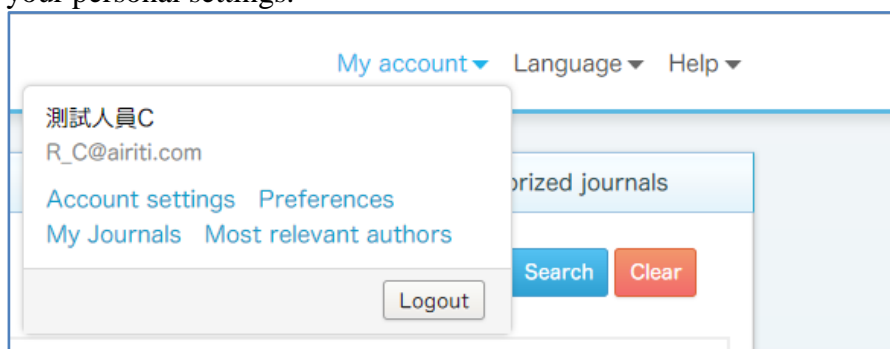 your personal settings.
My account Language Help
測試人員C
R_C@airiti.com
Account settings Preferences
orized journals
My Journals Most relevant authors
Search Clear
Logout